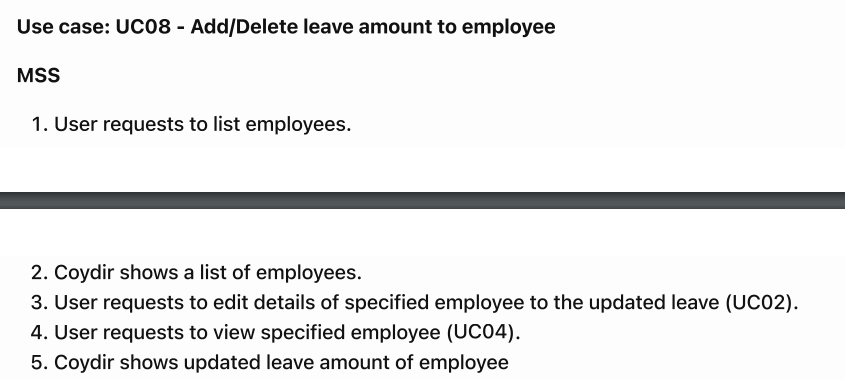 Use case: UC08 - Add/Delete leave amount to employee
MSS
1. User requests to list employees.
2. Coydir shows a list of employees.
3. User requests to edit details of specified employee to the updated leave (UC02).
4. User requests to view specified employee (UC04).
5. Coydir shows updated leave amount of employee